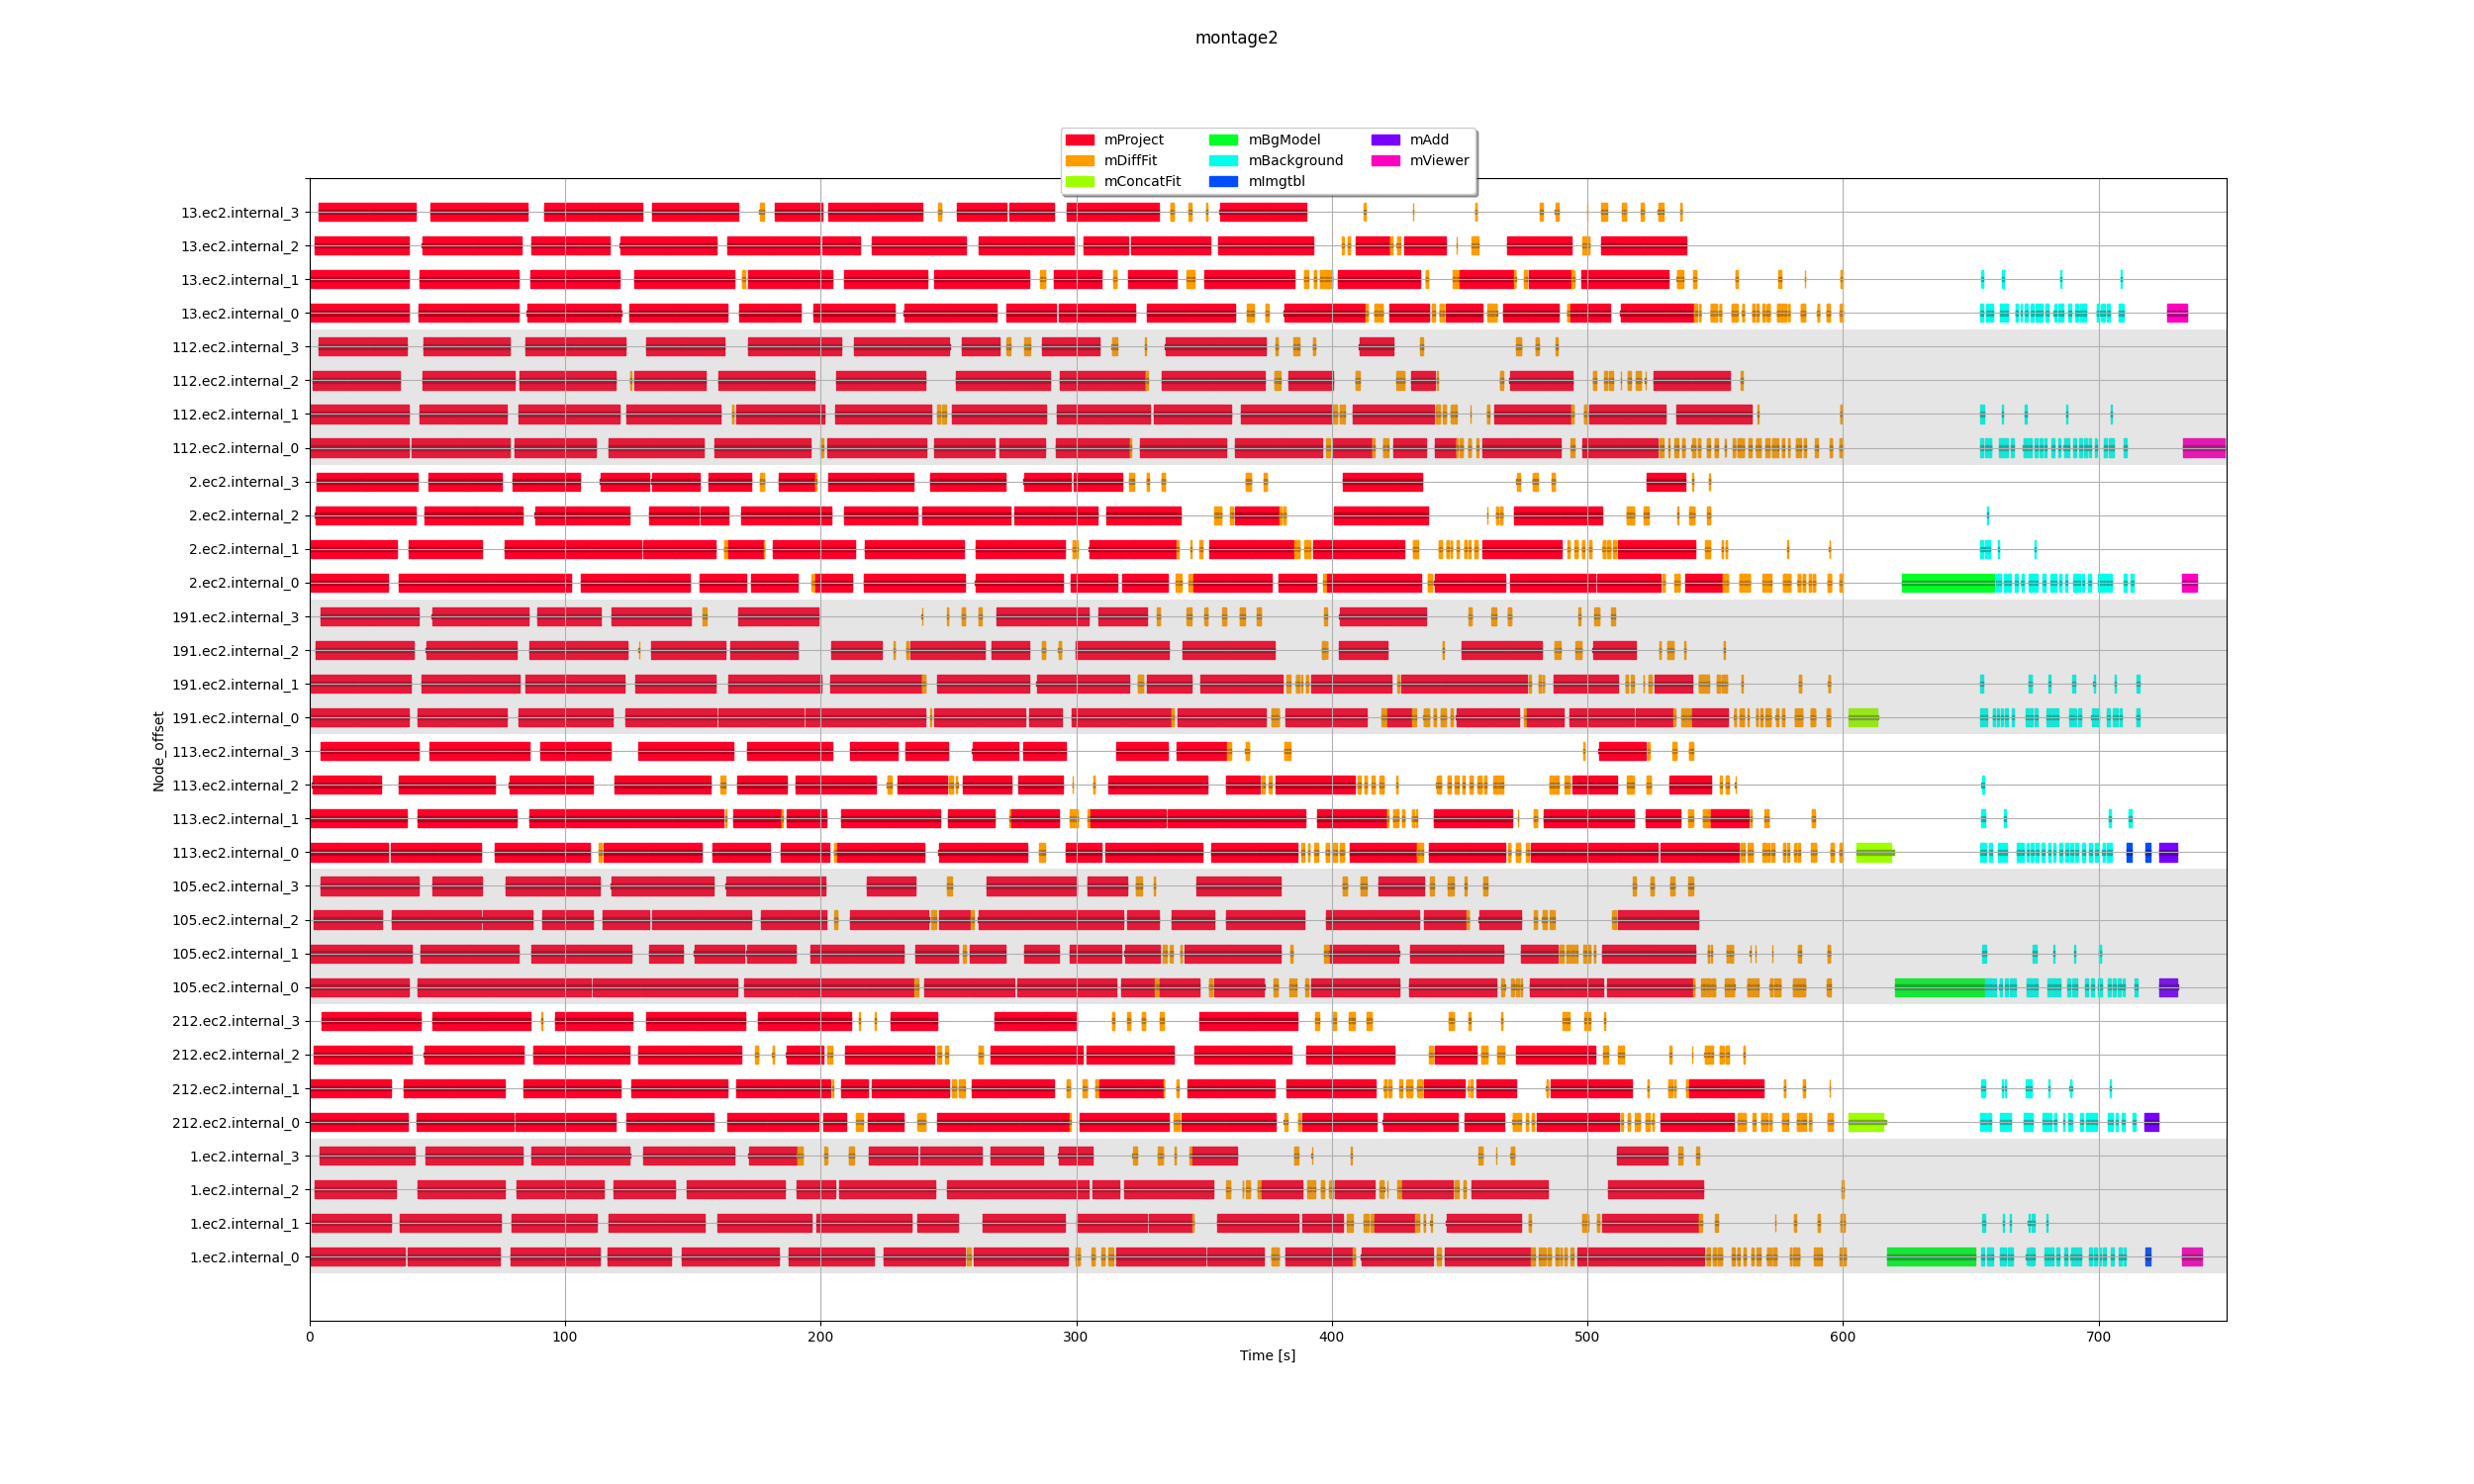 montage2
mProject mBgModel mAdd
mDiffFit mBackground mViewer
mConcatFit mImgtbl
13.ec2.internal_3
13.ec2.internal_2
13.ec2.internal_1
13.ec2.internal_0
112.ec2.internal_3
112.ec2.internal_2
112.ec2.internal_1
112.ec2.internal_0
2.ec2.internal_3
2.ec2.internal_2
2.ec2.internal_1
2.ec2.internal_0
191.ec2.internal_3
191.ec2.internal_2
191.ec2.internal_1
191.ec2.internal_0
113.ec2.internal_3
113.ec2.internal_2
113.ec2.internal_1
113.ec2.internal_0
105.ec2.internal_3
105.ec2.internal_2
105.ec2.internal_1
105.ec2.internal_0
212.ec2.internal_3
212.ec2.internal_2
212.ec2.internal_1
212.ec2.internal_0
1.ec2.internal_3
1.ec2.internal_2
1.ec2.internal_1
1.ec2.internal_0
Node_offset
0 100 200 300 400 500 600 700
Time [s]